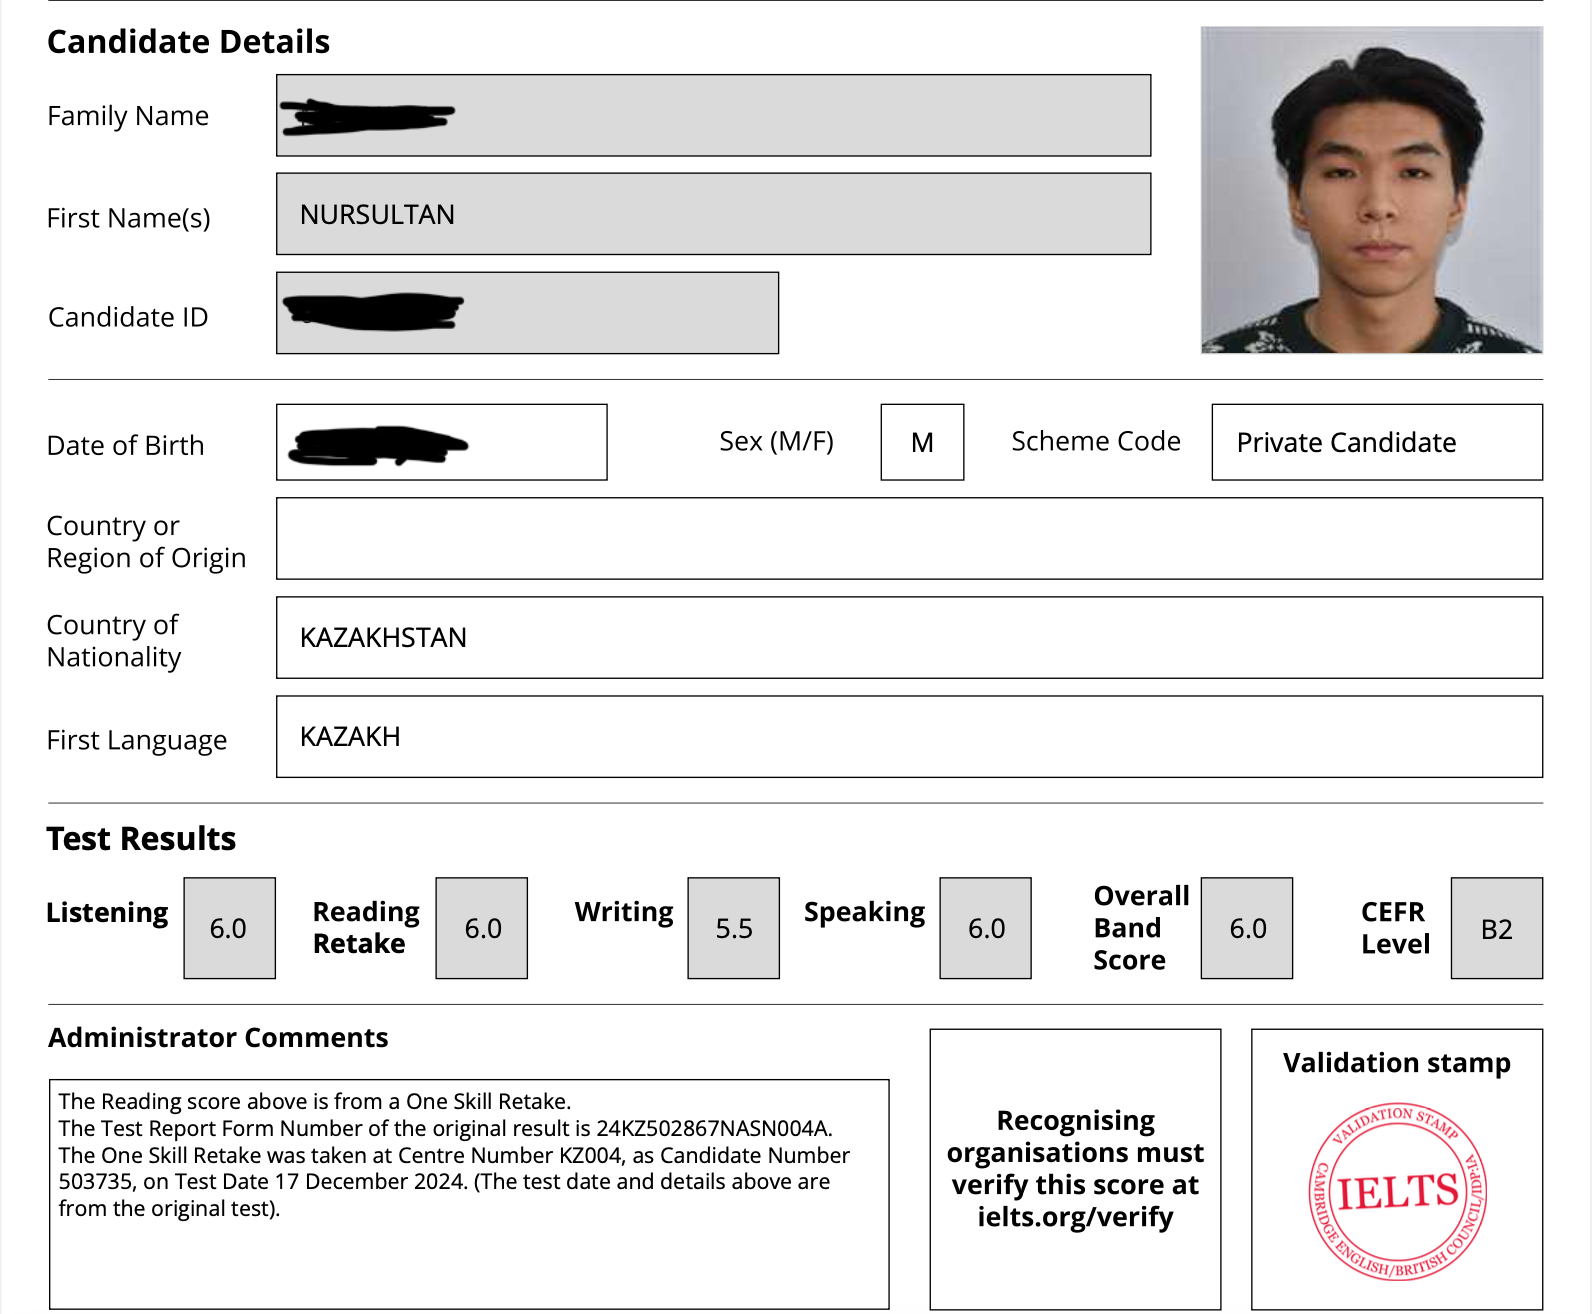 Candidate Details
Family Name
First Name(s)
NURSULTAN
Candidate ID
Date of Birth
Sex (M/F)
M
Scheme Code
Private Candidate
Country or
Region of Origin
Country of
Nationality
KAZAKHSTAN
First Language
KAZAKH
Test Results
Listening
6.0
Reading
Retake
6.0
Writing
5.5
Speaking
6.0
Overall
Band
Score
6.0
CEFR
Level
B2
Administrator Comments
The Reading score above is from a One Skill Retake.
The Test Report Form Number of the original result is 24KZ502867NASN004A.
The One Skill Retake was taken at Centre Number KZ004, as Candidate Number
503735, on Test Date 17 December 2024. (The test date and details above are
from the original test).
Recognising
organisations must
verify this score at
ielts.org/verify
Validation stamp
VALIDATION STAMP
IELTS
CAMBRIDGE ENGLISH/BRITISH COUNCIL/IDP:IA